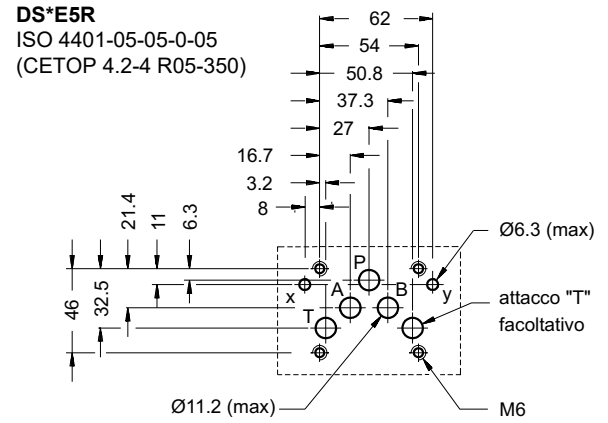 DS*E5R
ISO 4401-05-05-0-05
(CETOP 4.2-4 R05-350)
62
54
50.8
37.3
27
16.7
3.2
8
21.4
11
6.3
46
32.5
Ø6.3 (max)
P
A
B
x
y
T
attacco "T"
facoltativo
Ø11.2 (max)
M6